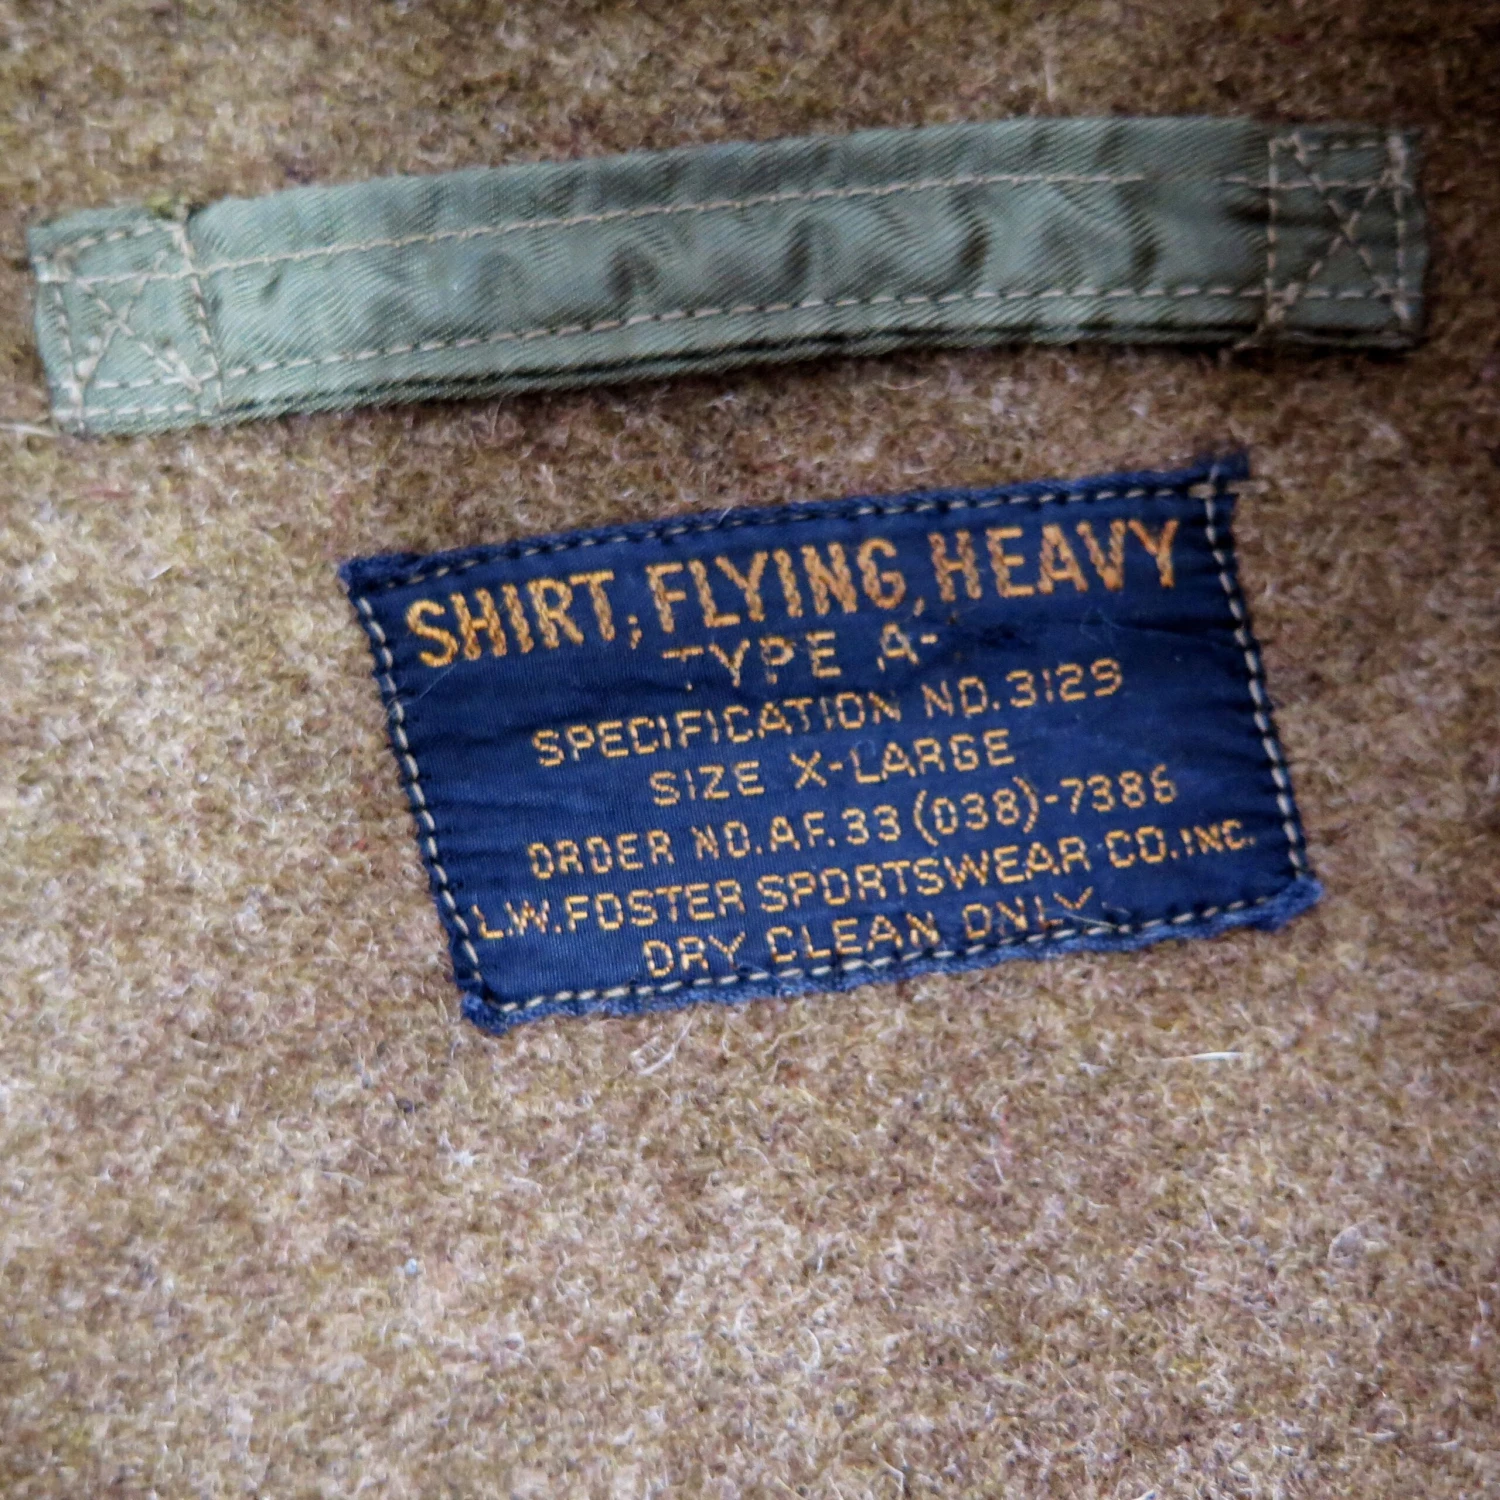 SHIRT, FLYING, HEAVY
TYPE A-
SPECIFICATION NO. 3129
SIZE X-LARGE
ORDER NO. AF. 33 (038)-7386
L.W. FOSTER SPORTSWEAR CO. INC.
DRY CLEAN ONLY